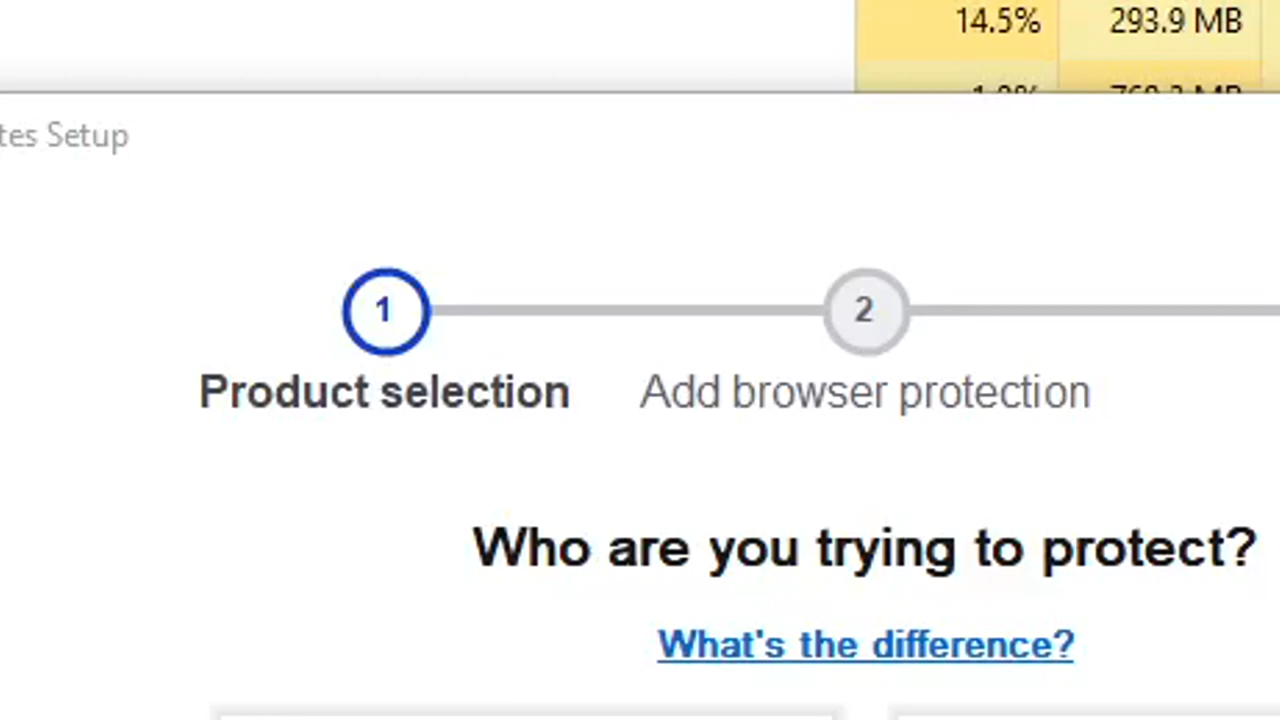 14.5% 293.9 MB
tes Setup
1 2
Product selection Add browser protection
Who are you trying to protect?
What's the difference?